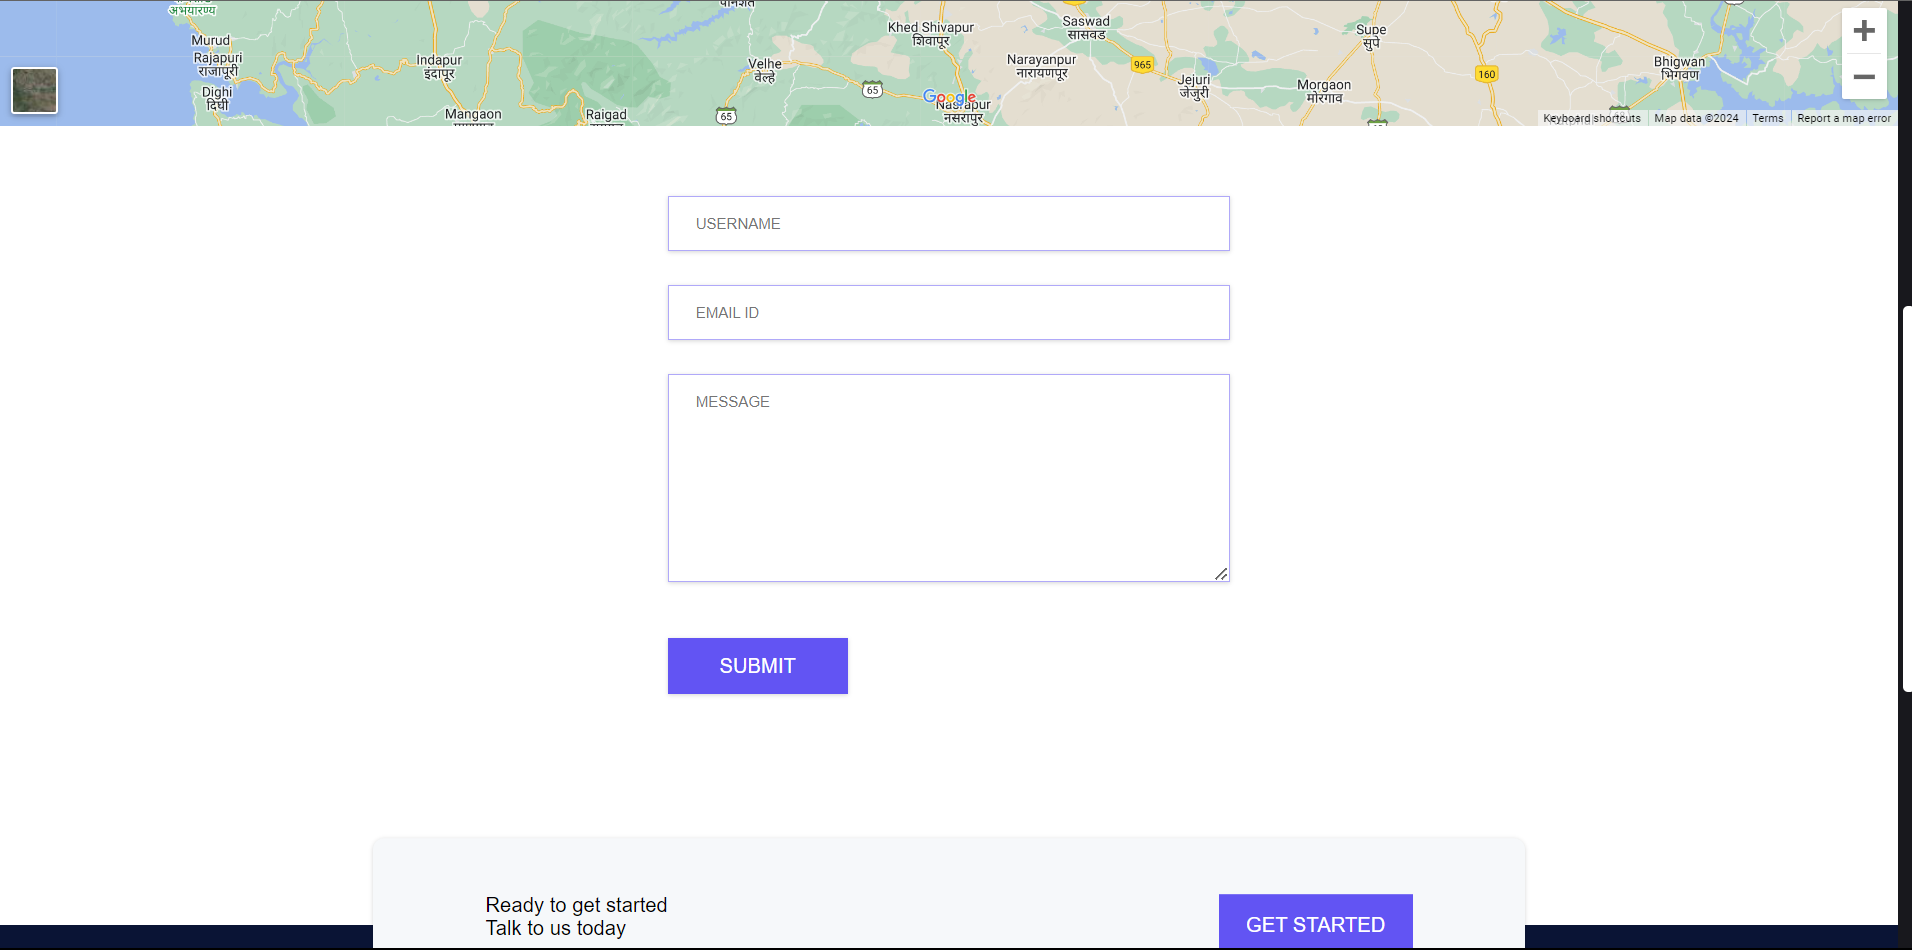 अभयारण्य
Murud
Rajapuri
राजापूरी
Dighi
दिघी
Indapur
इंदापूर
Mangaon
Raigad
65
Velhe
वेल्हे
65
Khed Shivapur
शिवापूर
Google
Nasrapur
नसरापूर
Saswad
सासवड
Narayanpur
नारायणपूर
965
Jejuri
जेजुरी
Supe
सुपे
Morgaon
मोरगाव
160
Bhigwan
भिगवण
Keyboard shortcuts
Map data ©2024
Terms
Report a map error
USERNAME
EMAIL ID
MESSAGE
SUBMIT
Ready to get started
Talk to us today
GET STARTED